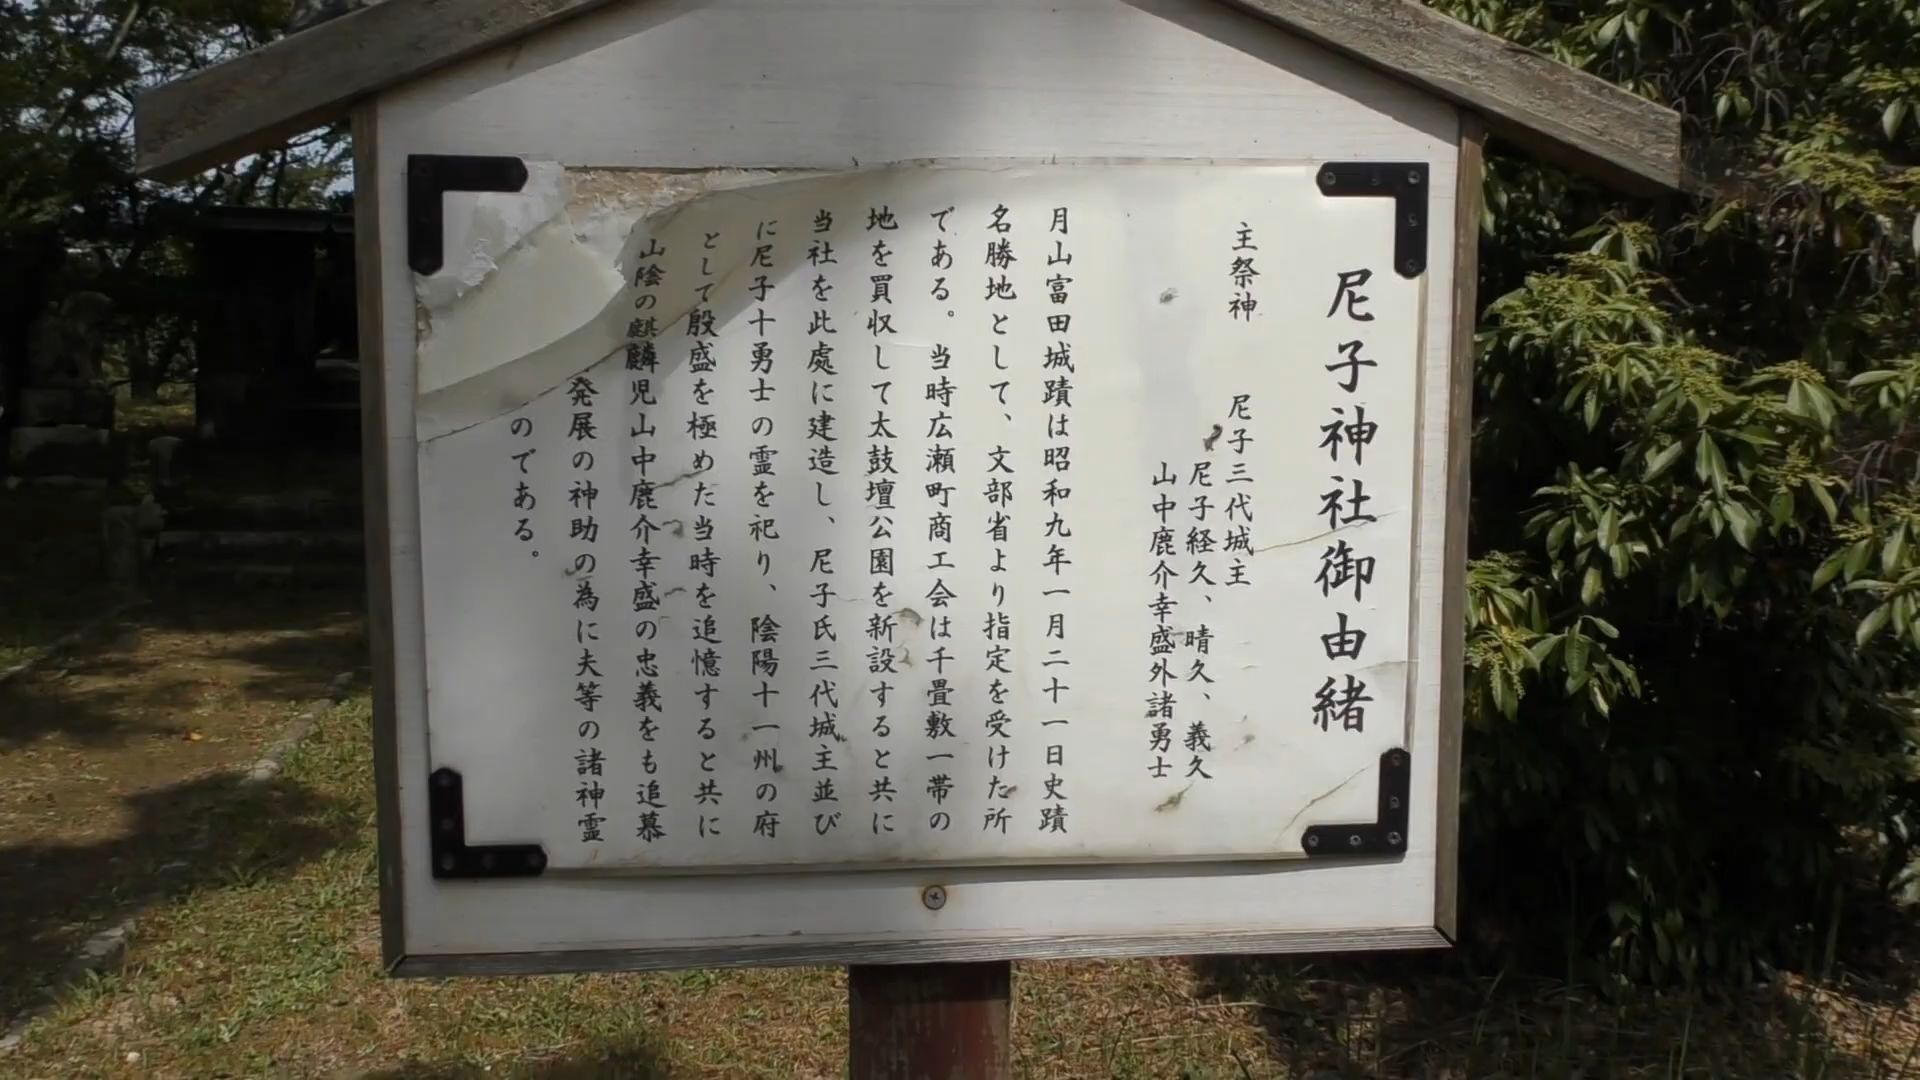 尼子神社御由緒
主祭神　尼子三代城主
尼子経久、晴久、義久
山中鹿介幸盛外諸勇士
月山富田城蹟は昭和九年一月二十一日史蹟
名勝地として、文部省より指定を受けた所
である。当時広瀬町商工会は千畳敷一帯の
地を買収して太鼓壇公園を新設すると共に
当社を此處に建造し、尼子氏三代城主並び
に尼子十勇士の霊を祀り、陰陽十一州の府
として殷盛を極めた当時を追憶すると共に
山陰の麒麟児山中鹿介幸盛の忠義をも追慕
発展の神助の為に夫等の諸神霊
のである。